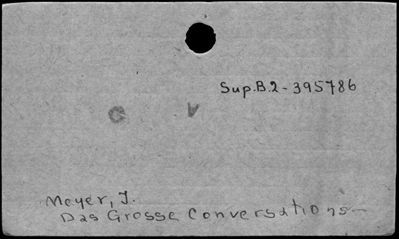 Sup.B.2-395786
C V
Meyer, J.
Das Grosse Conversations-